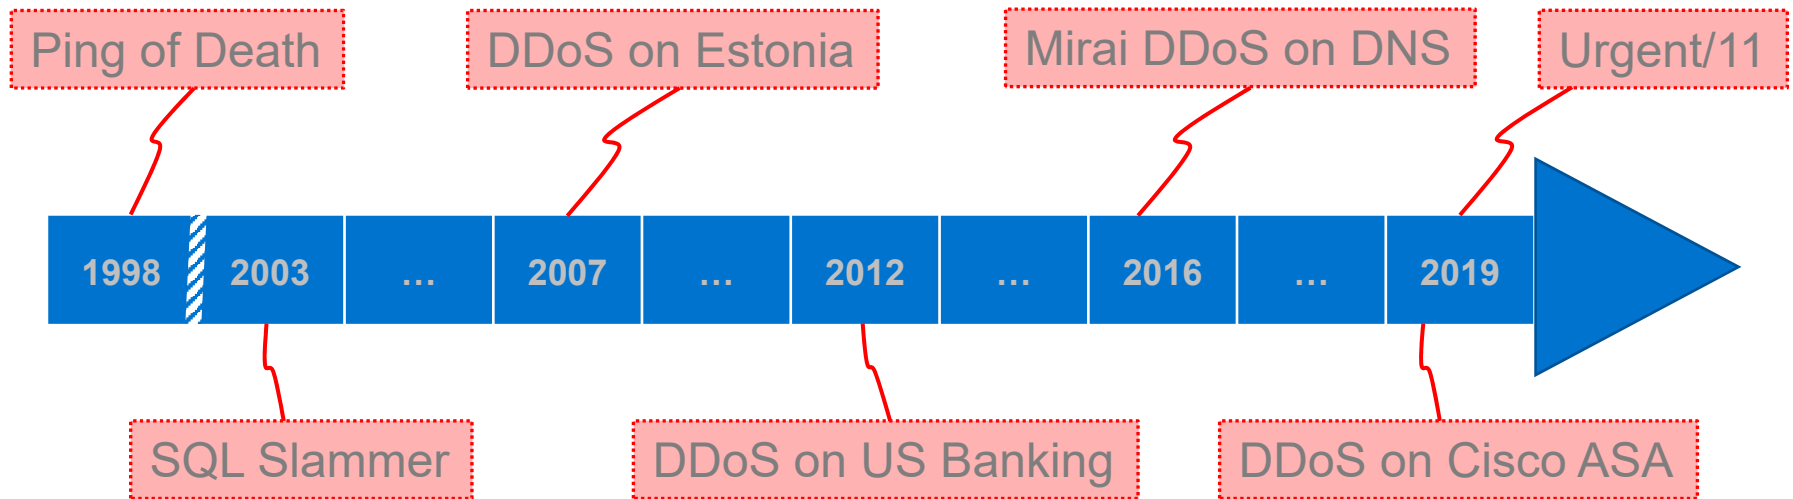 Ping of Death
DDoS on Estonia
Mirai DDoS on DNS
Urgent/11
1998
2003
...
2007
...
2012
...
2016
...
2019
SQL Slammer
DDoS on US Banking
DDoS on Cisco ASA